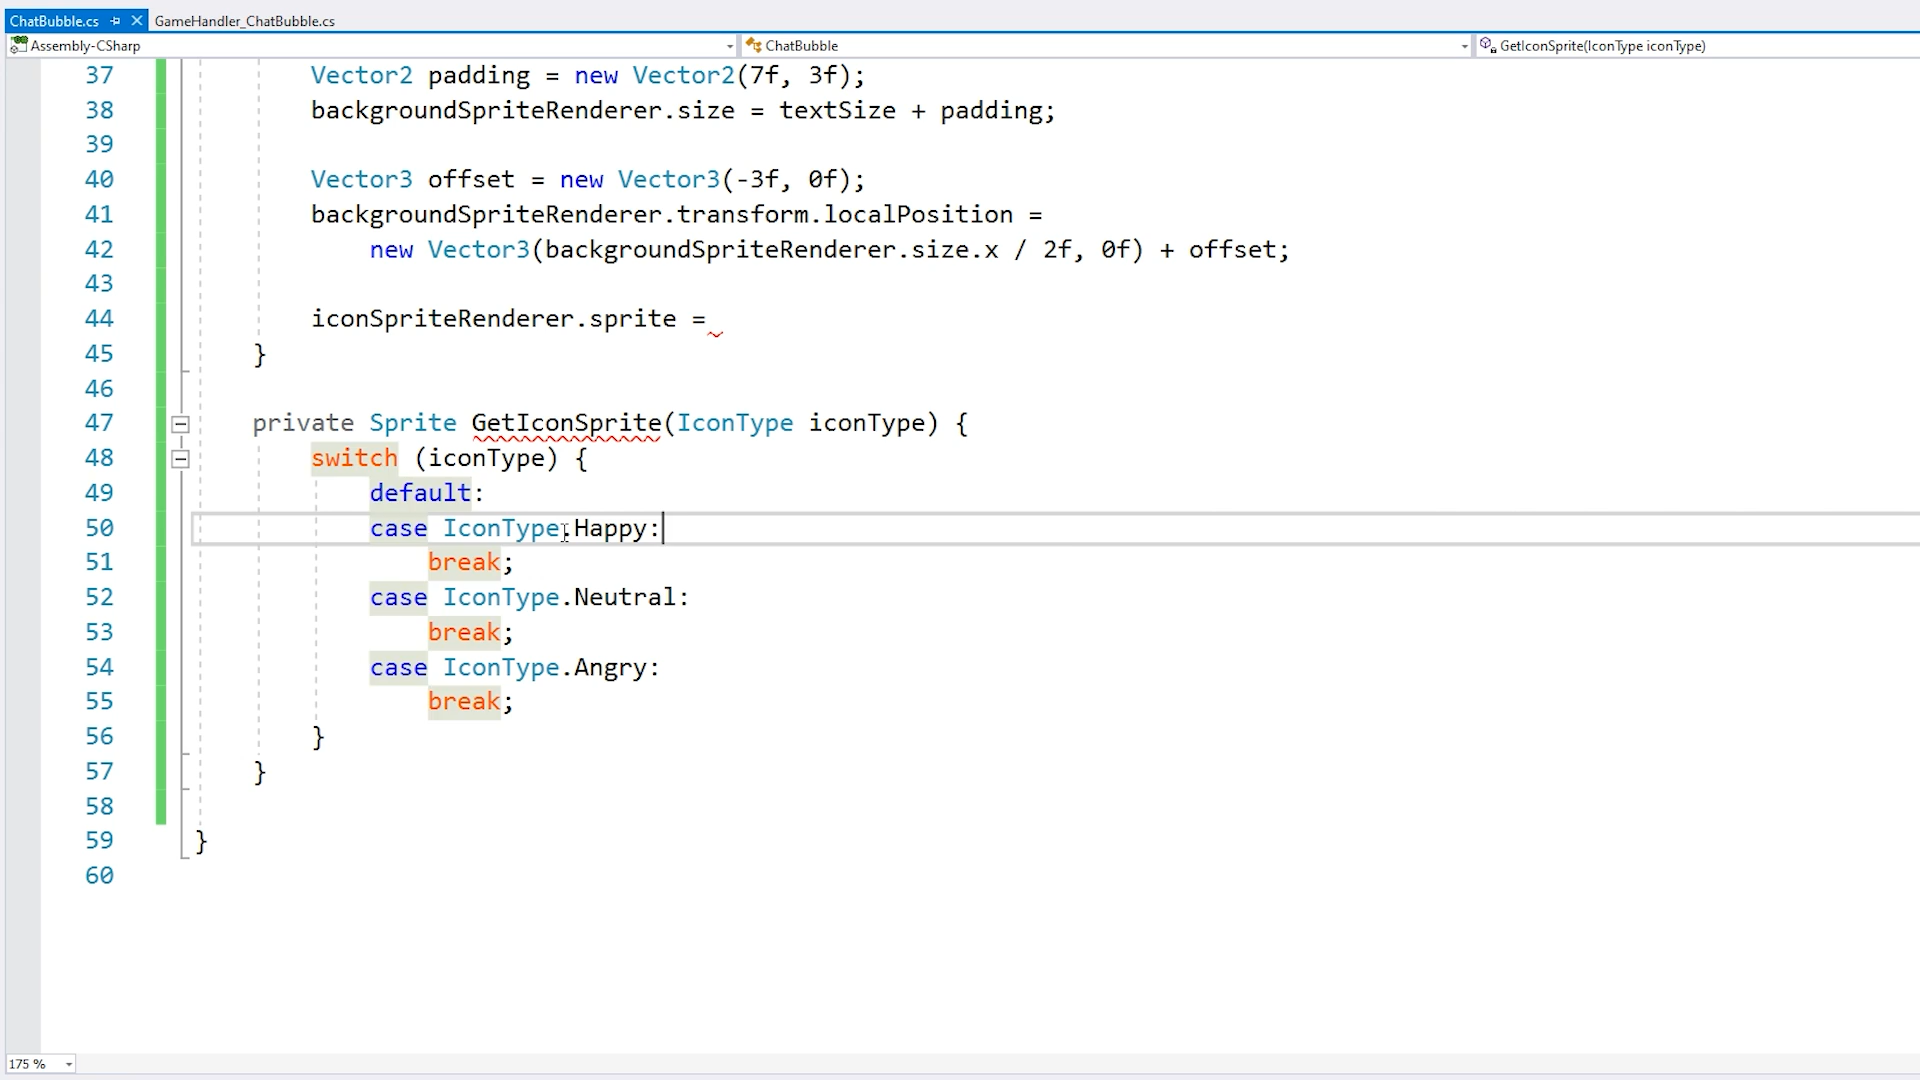 ChatBubble.cs GameHandler_ChatBubble.cs
Assembly-CSharp ChatBubble GetIconSprite(IconType iconType)
37 Vector2 padding = new Vector2(7f, 3f);
38 backgroundSpriteRenderer.size = textSize + padding;
39
40 Vector3 offset = new Vector3(-3f, 0f);
41 backgroundSpriteRenderer.transform.localPosition =
42 new Vector3(backgroundSpriteRenderer.size.x / 2f, 0f) + offset;
43
44 iconSpriteRenderer.sprite =
45 }
46
47 private Sprite GetIconSprite(IconType iconType) {
48 switch (iconType) {
49 default:
50 case IconType.Happy:
51 break;
52 case IconType.Neutral:
53 break;
54 case IconType.Angry:
55 break;
56 }
57 }
58
59 }
60
175 %